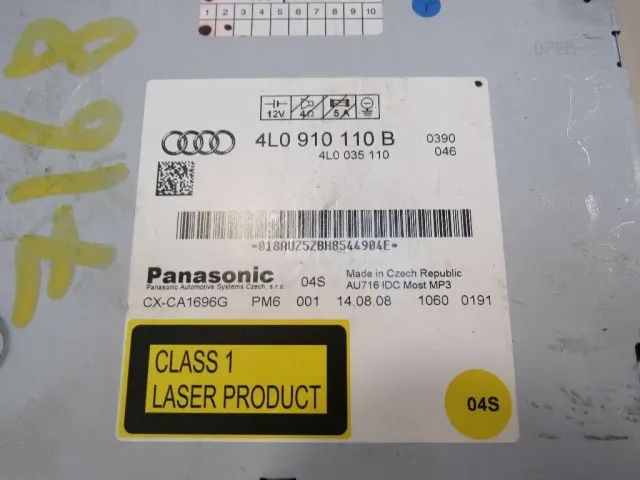 1 2 3 4 5 6 7 8 9 10
12V 4Ω 5A
4L0 910 110 B 0390
4L0 035 110 046
*018AUZ5ZBH8544904E*
Panasonic 04S Made in Czech Republic
Panasonic Automotive Systems Czech, s.r.o. AU716 IDC Most MP3
CX-CA1696G PM6 001 14.08.08 1060 0191
CLASS 1
LASER PRODUCT
04S